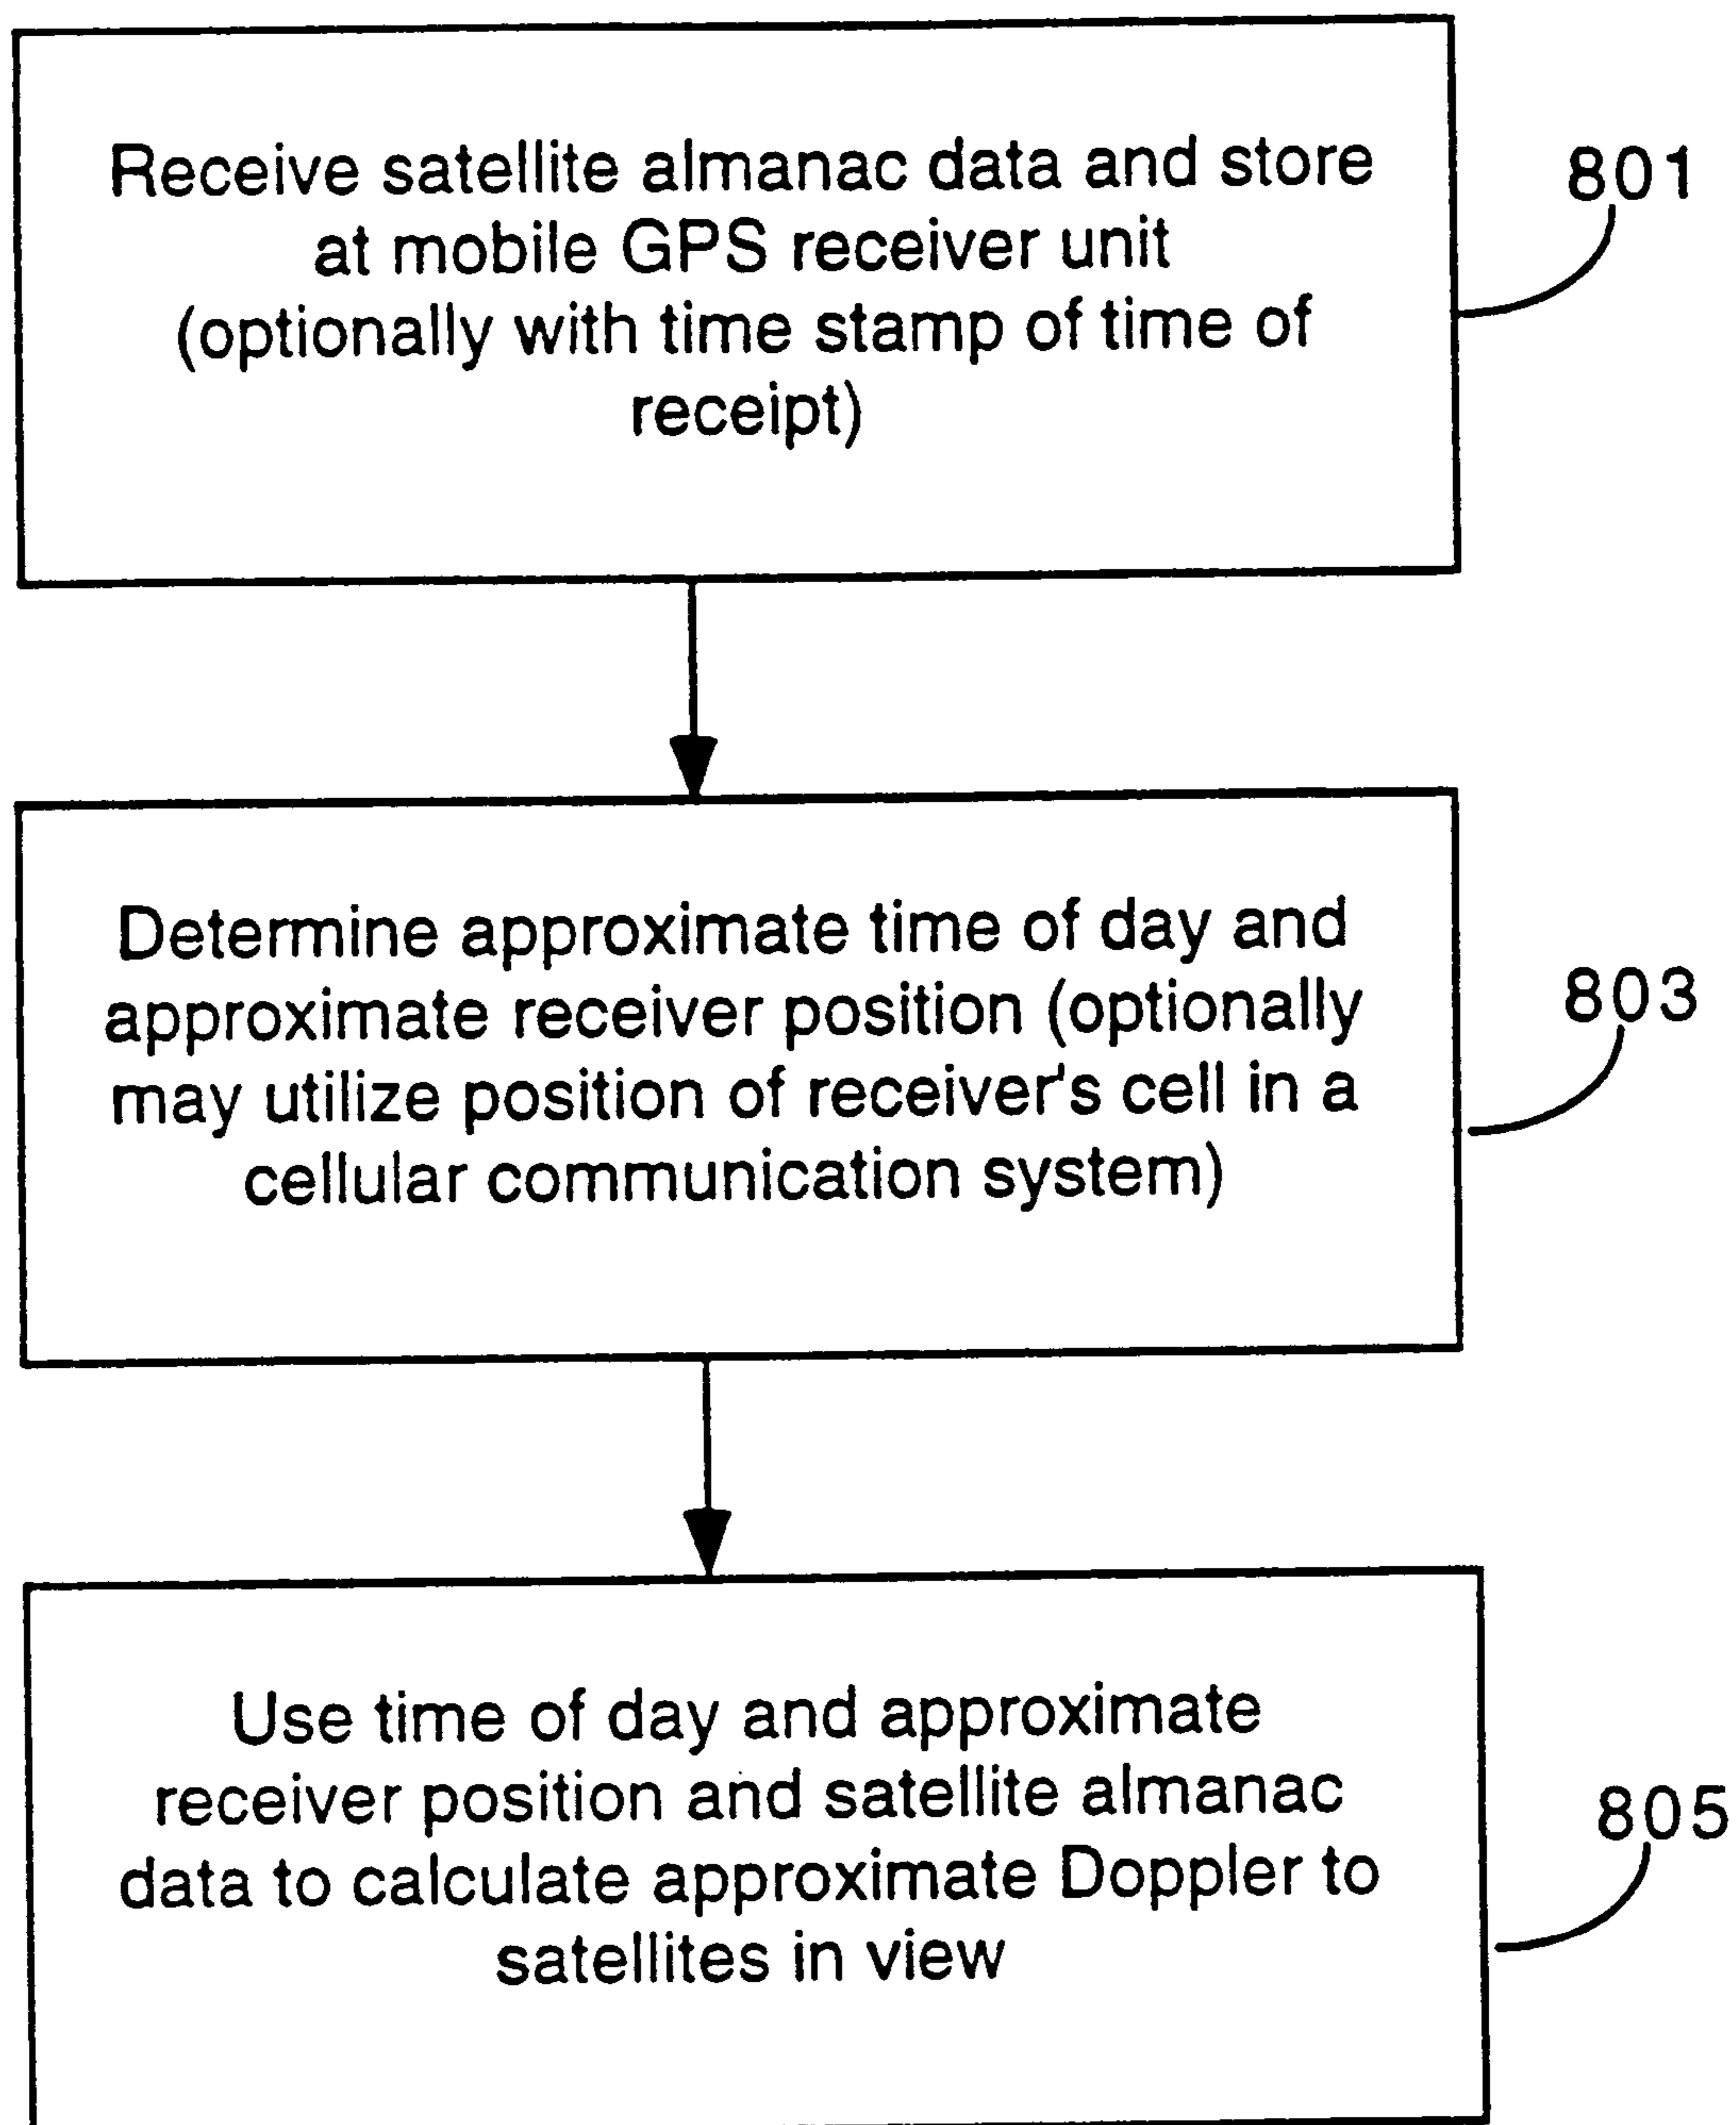 Receive satellite almanac data and store
at mobile GPS receiver unit
(optionally with time stamp of time of
receipt)
801
Determine approximate time of day and
approximate receiver position (optionally
may utilize position of receiver's cell in a
cellular communication system)
803
Use time of day and approximate
receiver position and satellite almanac
data to calculate approximate Doppler to
satellites in view
805